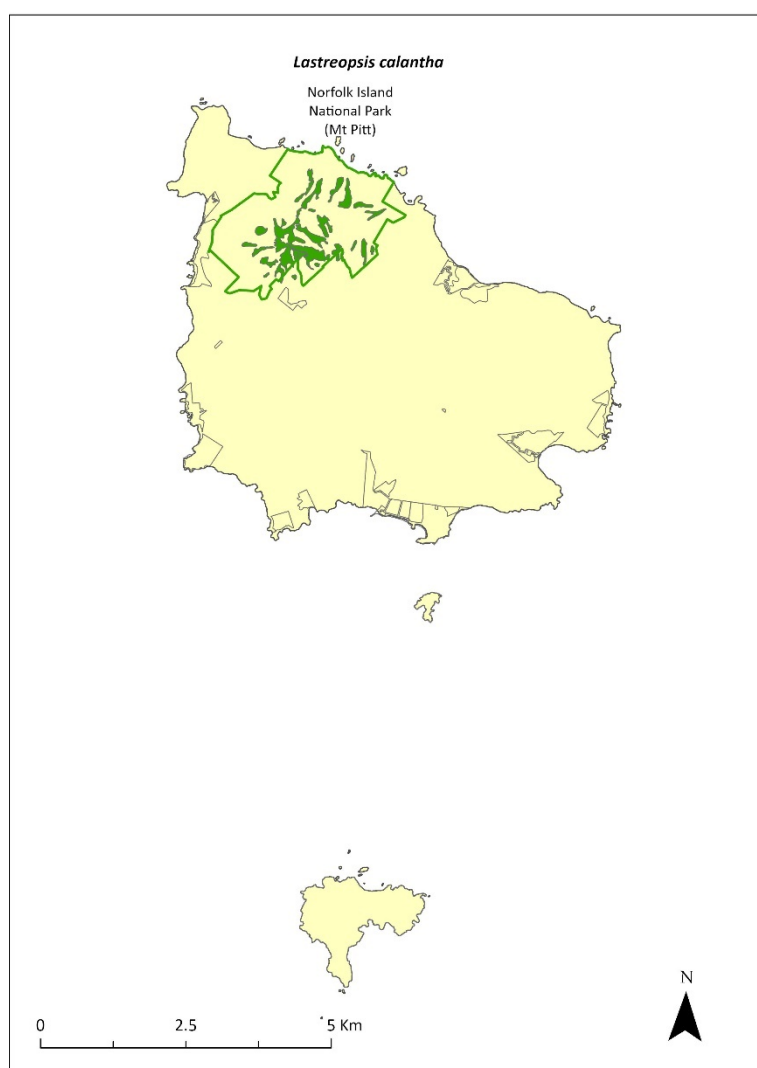 Lastreopsis calantha
Norfolk Island
National Park
(Mt Pitt)
N
0 2.5 5 Km